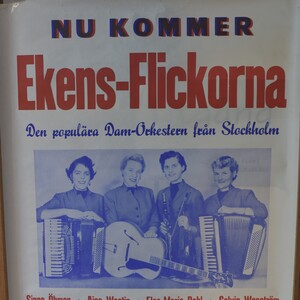 NU KOMMER
Ekens-Flickorna
Den populära Dam-Orkestern från Stockholm